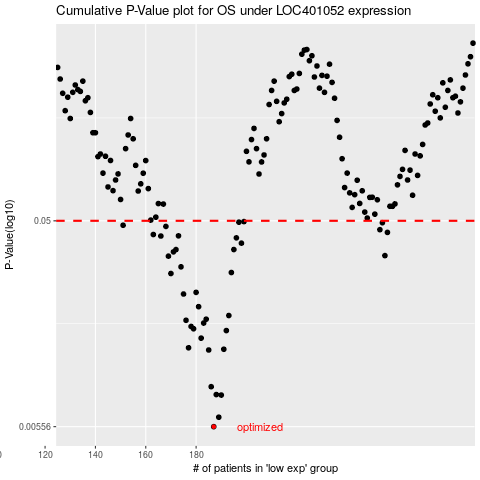 Cumulative P-Value plot for OS under LOC401052 expression
P-Value(log10)
0.05
0.00556
optimized
0 120 140 160 180
# of patients in 'low exp' group